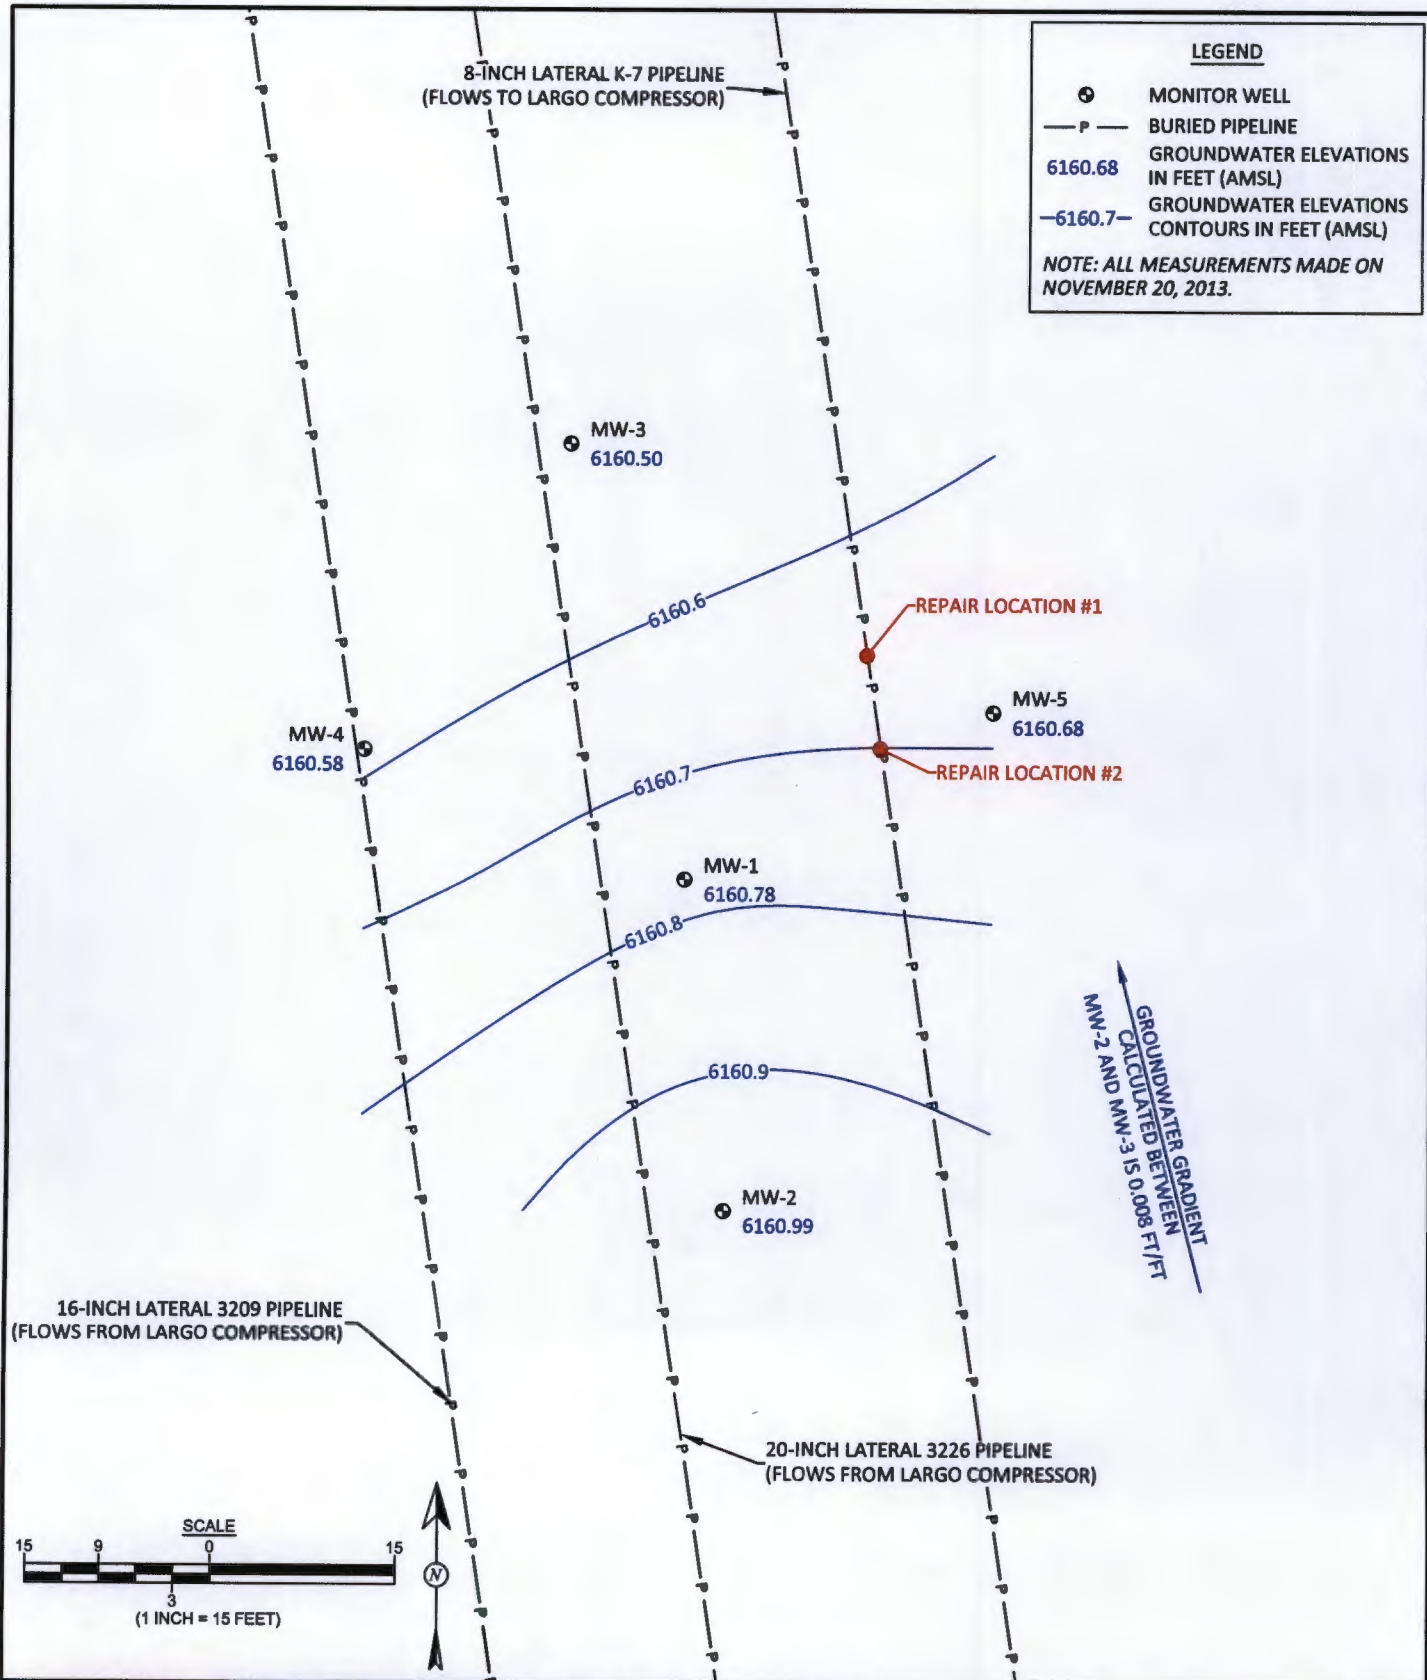 8-INCH LATERAL K-7 PIPELINE
(FLOWS TO LARGO COMPRESSOR)
LEGEND
MONITOR WELL
P
BURIED PIPELINE
6160.68
GROUNDWATER ELEVATIONS
IN FEET (AMSL)
6160.7
GROUNDWATER ELEVATIONS
CONTOURS IN FEET (AMSL)
NOTE: ALL MEASUREMENTS MADE ON
NOVEMBER 20, 2013.
MW-3
6160.50
6160.6
REPAIR LOCATION #1
MW-5
6160.68
MW-4
6160.58
6160.7
REPAIR LOCATION #2
MW-1
6160.78
6160.8
6160.9
GROUNDWATER GRADIENT
CALCULATED BETWEEN
MW-2 AND MW-3 IS 0.008 FT/FT
MW-2
6160.99
16-INCH LATERAL 3209 PIPELINE
(FLOWS FROM LARGO COMPRESSOR)
20-INCH LATERAL 3226 PIPELINE
(FLOWS FROM LARGO COMPRESSOR)
SCALE
15 9 0 15
3
(1 INCH = 15 FEET)
N